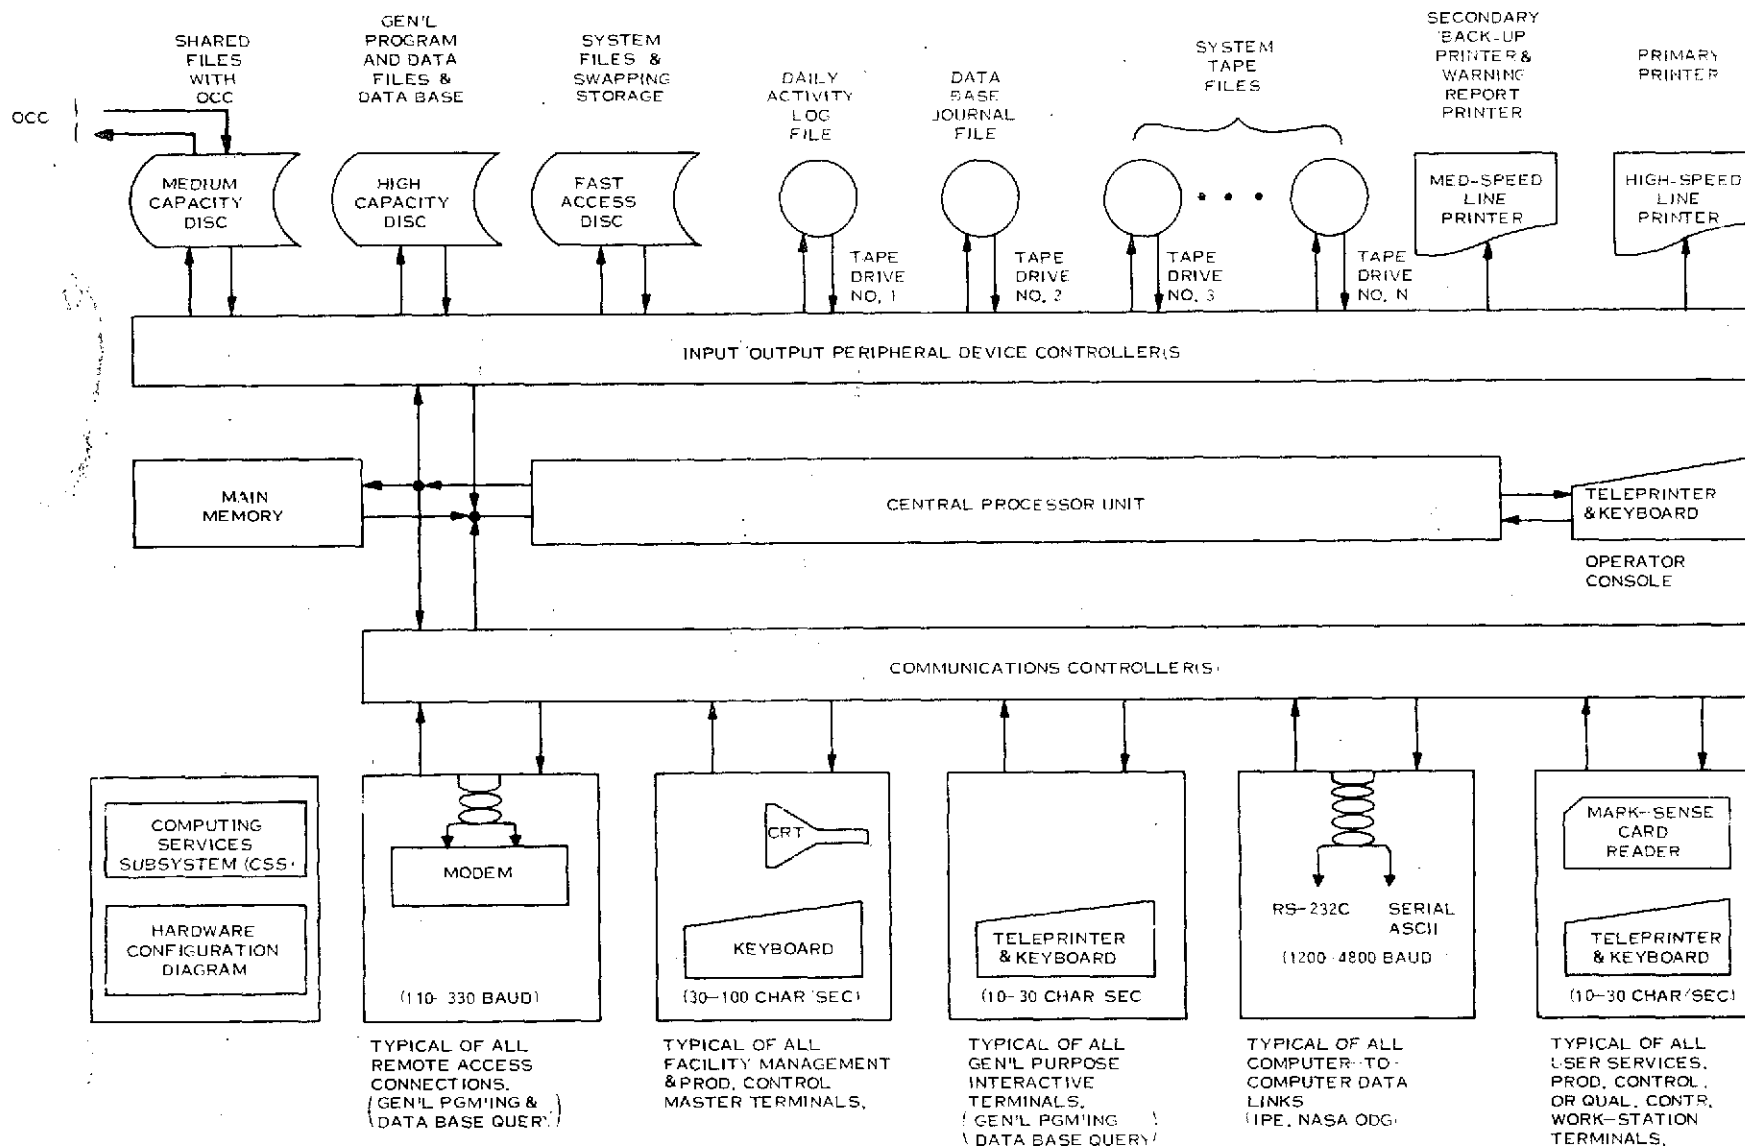 SHARED
FILES
WITH
OCC
GEN'L
PROGRAM
AND DATA
FILES &
DATA BASE
SYSTEM
FILES &
SWAPPING
STORAGE
DAILY
ACTIVITY
LOG
FILE
DATA
BASE
JOURNAL
FILE
SYSTEM
TAPE
FILES
SECONDARY
BACK-UP
PRINTER &
WARNING
REPORT
PRINTER
PRIMARY
PRINTER
OCC
MEDIUM
CAPACITY
DISC
HIGH
CAPACITY
DISC
FAST
ACCESS
DISC
MED-SPEED
LINE
PRINTER
HIGH-SPEED
LINE
PRINTER
TAPE
DRIVE
NO. 1
TAPE
DRIVE
NO. 2
TAPE
DRIVE
NO. 3
TAPE
DRIVE
NO. N
INPUT OUTPUT PERIPHERAL DEVICE CONTROLLER(S
MAIN
MEMORY
CENTRAL PROCESSOR UNIT
TELEPRINTER
& KEYBOARD
OPERATOR
CONSOLE
COMMUNICATIONS CONTROLLER(S)
COMPUTING
SERVICES
SUBSYSTEM (CSS)
HARDWARE
CONFIGURATION
DIAGRAM
MODEM
(110-330 BAUD)
TYPICAL OF ALL
REMOTE ACCESS
CONNECTIONS.
(GEN'L PGM'ING &
DATA BASE QUERY)
CRT
KEYBOARD
(30-100 CHAR/SEC)
TYPICAL OF ALL
FACILITY MANAGEMENT
& PROD. CONTROL
MASTER TERMINALS.
TELEPRINTER
& KEYBOARD
(10-30 CHAR SEC
TYPICAL OF ALL
GEN'L PURPOSE
INTERACTIVE
TERMINALS.
(GEN'L PGM'ING
DATA BASE QUERY)
RS-232C
SERIAL
ASCII
(1200-4800 BAUD
TYPICAL OF ALL
COMPUTER-TO-
COMPUTER DATA
LINKS
(IPE, NASA ODG)
MARK-SENSE
CARD
READER
TELEPRINTER
& KEYBOARD
(10-30 CHAR/SEC)
TYPICAL OF ALL
USER SERVICES,
PROD. CONTROL,
OR QUAL. CONTR.
WORK-STATION
TERMINALS.